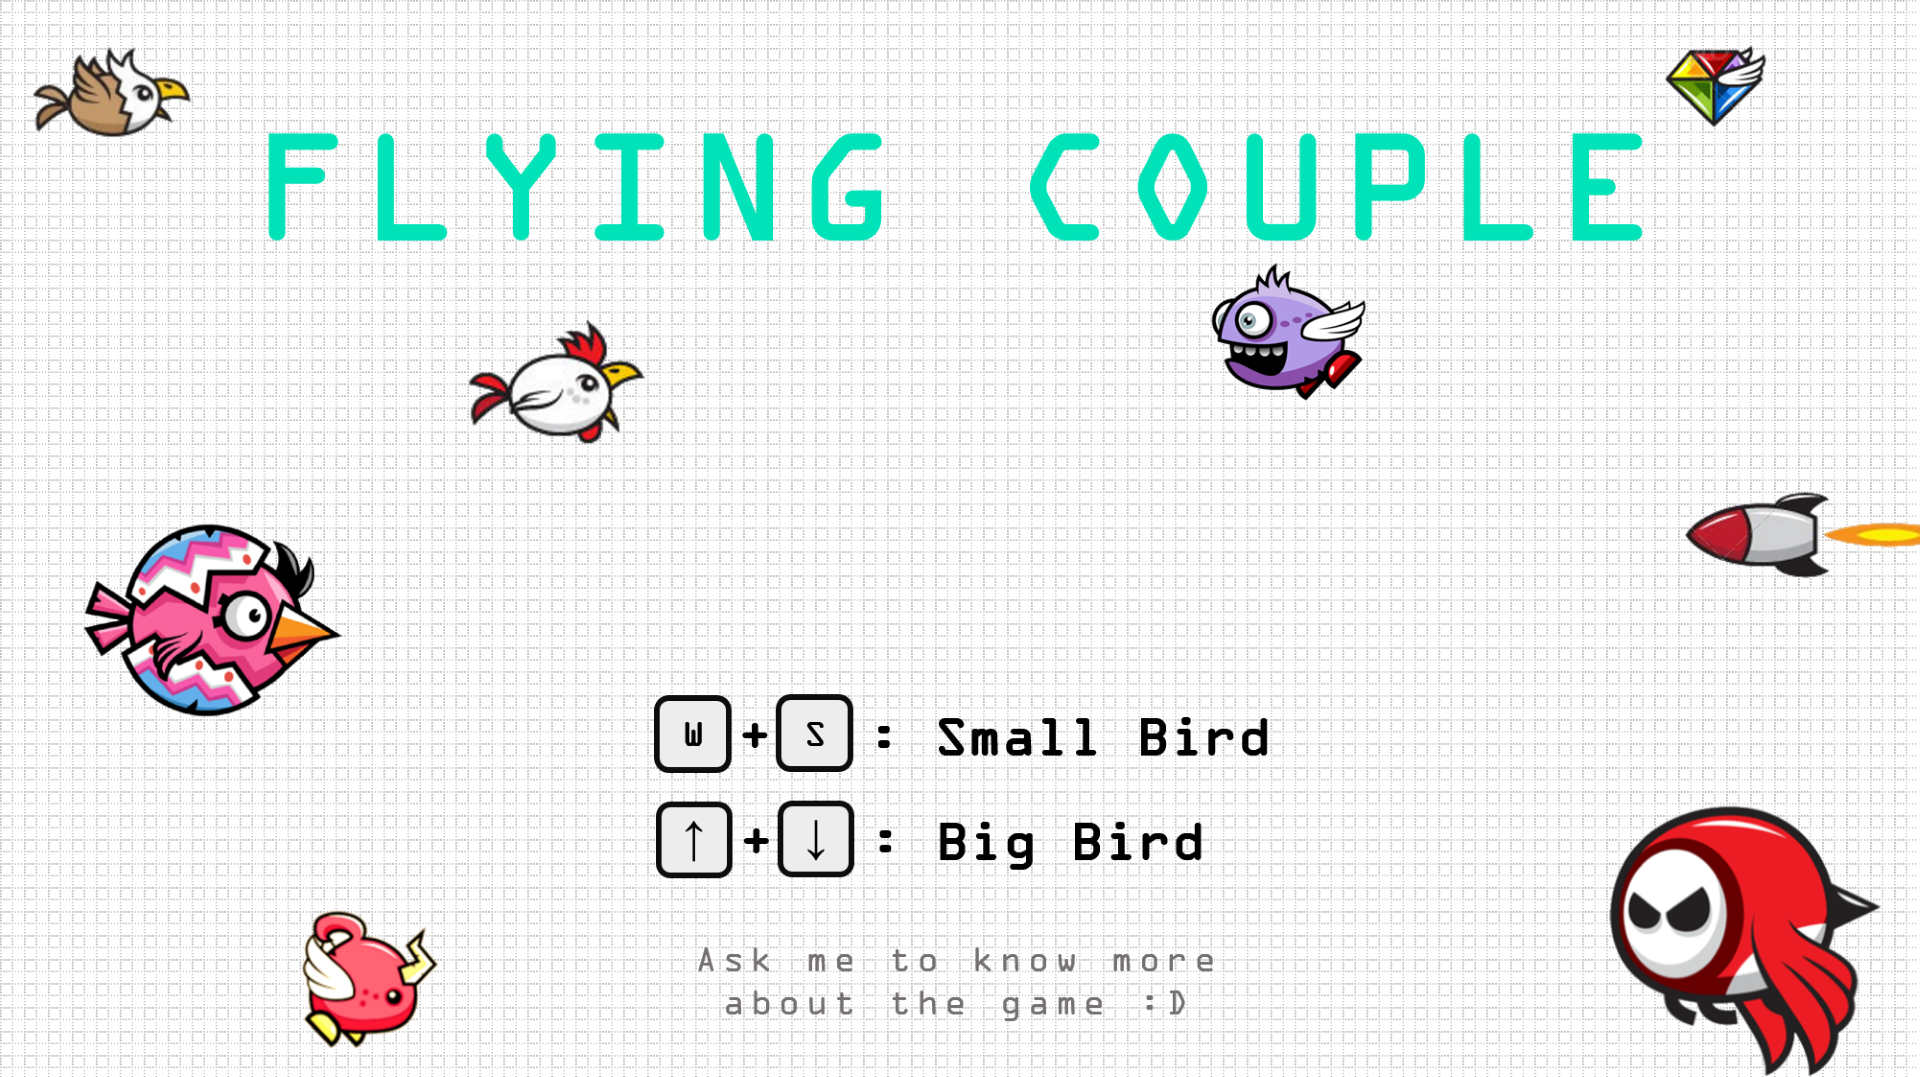 FLYING COUPLE
W + S : Small Bird
↑ + ↓ : Big Bird
Ask me to know more
about the game :D